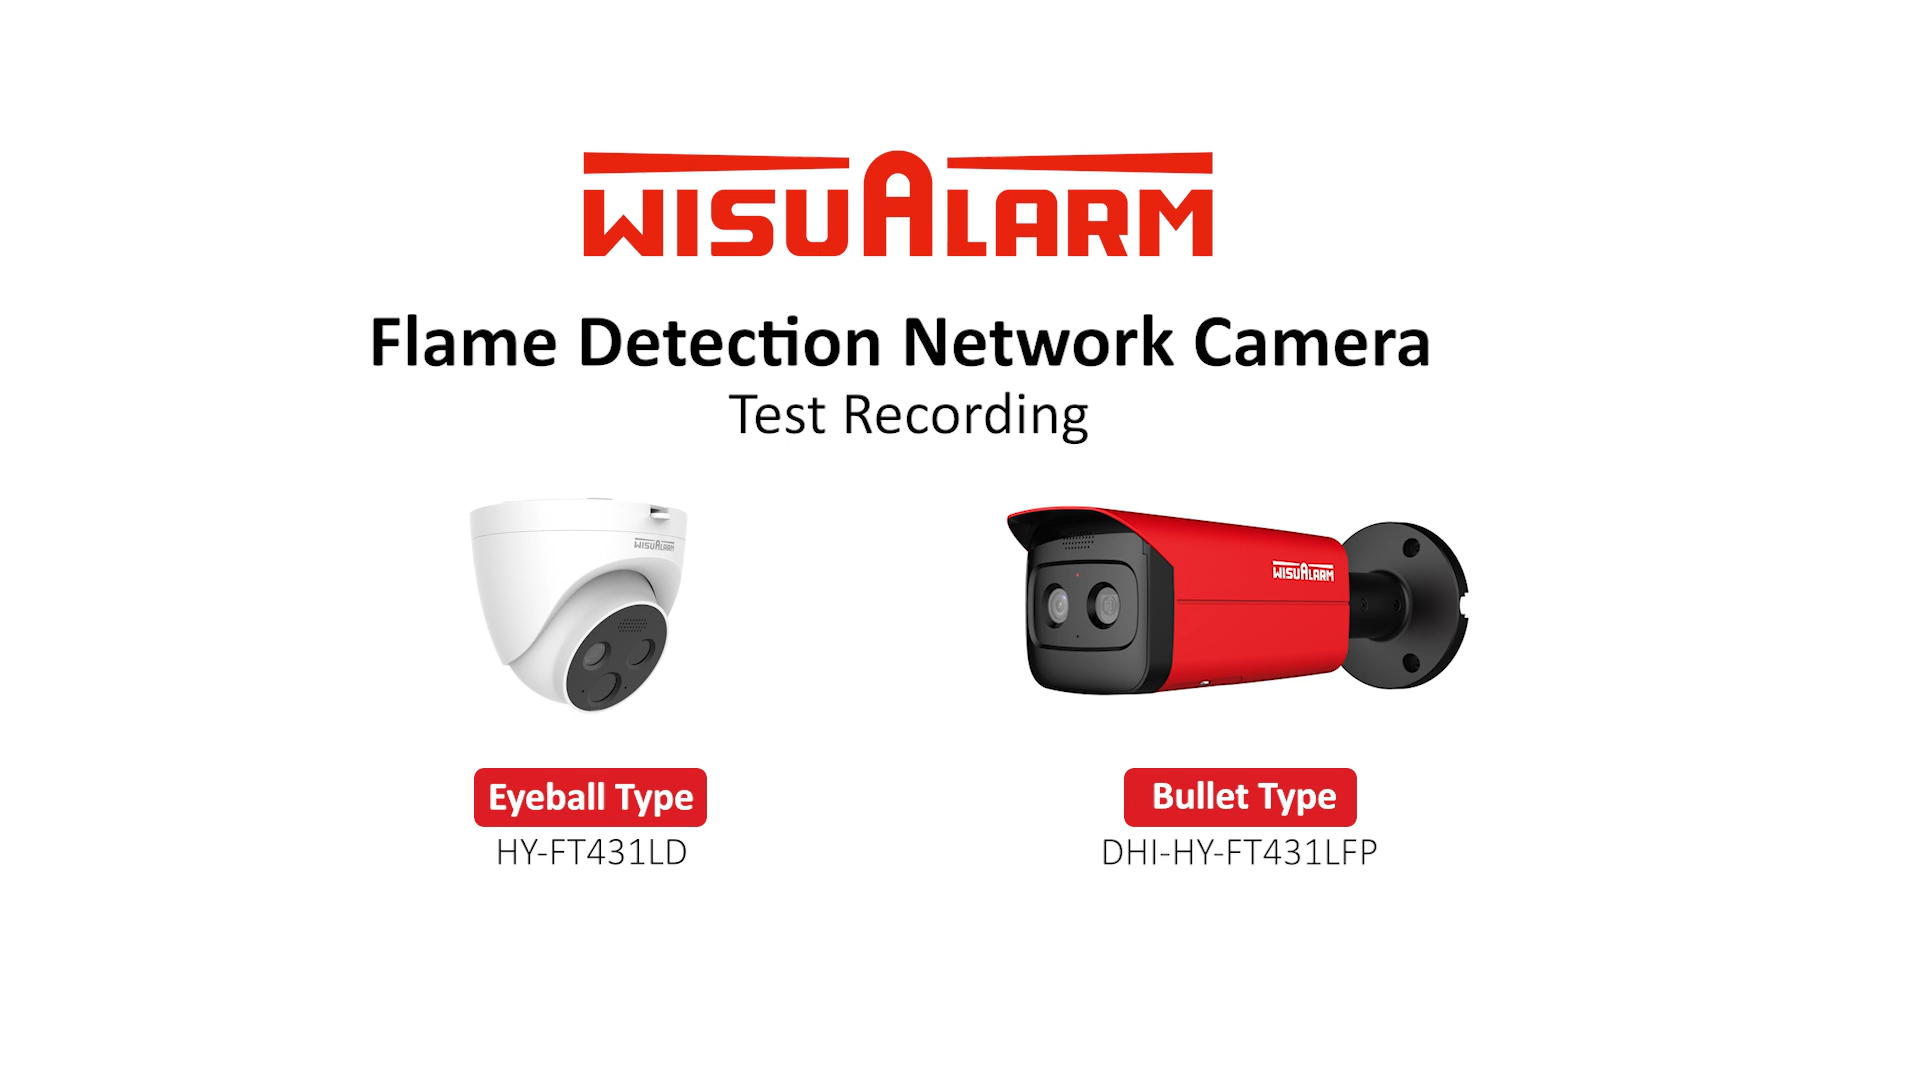 WISUALARM
Flame Detection Network Camera
Test Recording
WISUALARM
WISUALARM
Eyeball Type
Bullet Type
HY-FT431LD
DHI-HY-FT431LFP